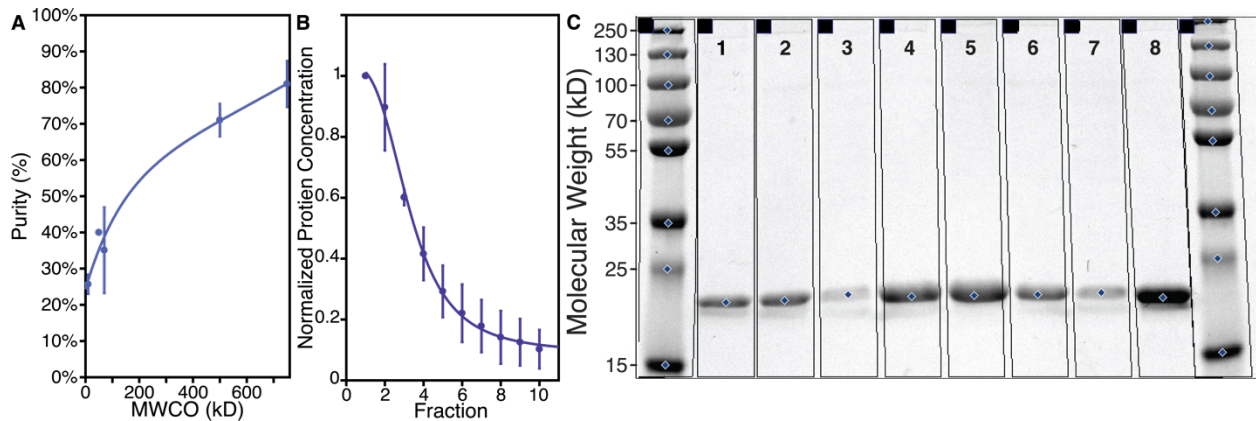 A
Purity (%)
100%
90%
80%
70%
60%
50%
40%
30%
20%
10%
0%
0 200 400 600
MWCO (kD)
B
Normalized Protien Concentration
1
0.8
0.6
0.4
0.2
0
0 2 4 6 8 10
Fraction
C
Molecular Weight (kD)
250
130
100
70
55
35
25
15
1 2 3 4 5 6 7 8